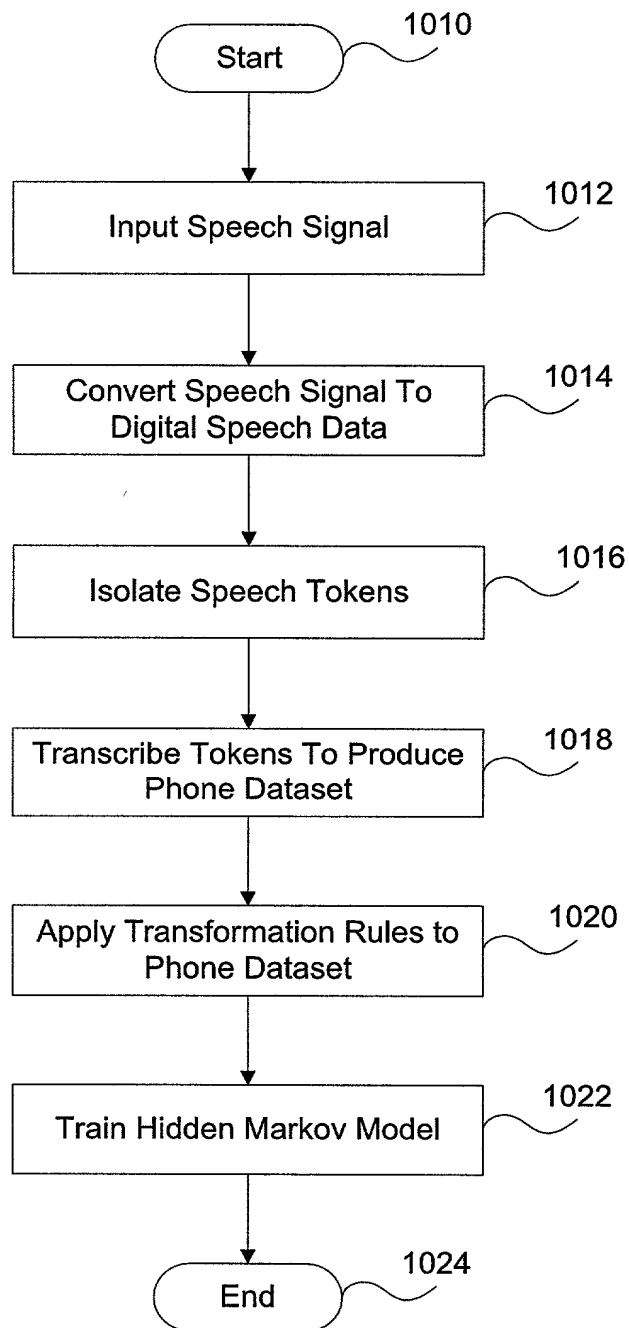 1010
Start
1012
Input Speech Signal
1014
Convert Speech Signal To
Digital Speech Data
1016
Isolate Speech Tokens
1018
Transcribe Tokens To Produce
Phone Dataset
1020
Apply Transformation Rules to
Phone Dataset
1022
Train Hidden Markov Model
1024
End